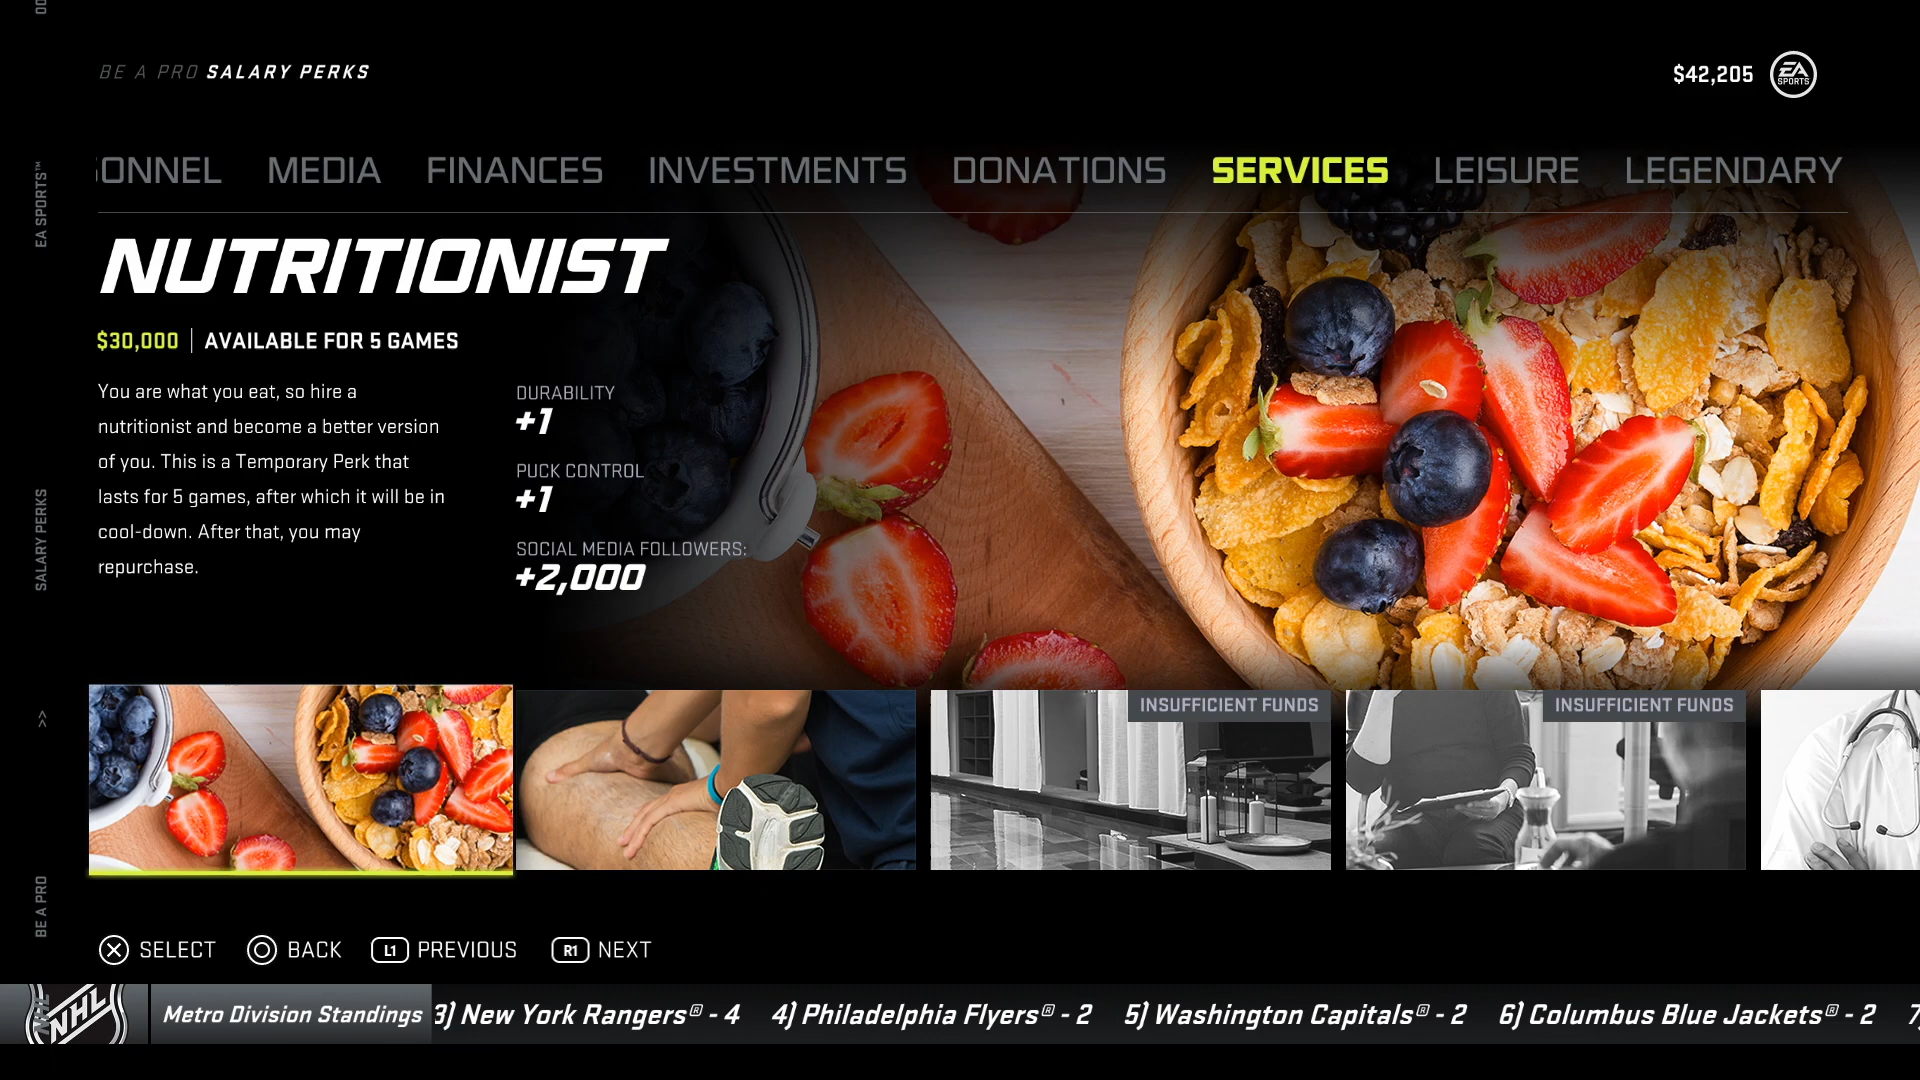 BE A PRO SALARY PERKS
$42,205
EA SPORTS
ONNEL MEDIA FINANCES INVESTMENTS DONATIONS SERVICES LEISURE LEGENDARY
NUTRITIONIST
$30,000 | AVAILABLE FOR 5 GAMES
You are what you eat, so hire a
nutritionist and become a better version
of you. This is a Temporary Perk that
lasts for 5 games, after which it will be in
cool-down. After that, you may
repurchase.
DURABILITY
+1
PUCK CONTROL
+1
SOCIAL MEDIA FOLLOWERS:
+2,000
INSUFFICIENT FUNDS
INSUFFICIENT FUNDS
SELECT BACK L1 PREVIOUS R1 NEXT
NHL
Metro Division Standings 3) New York Rangers® - 4 4) Philadelphia Flyers® - 2 5) Washington Capitals® - 2 6) Columbus Blue Jackets® - 2 7)
EA SPORTS™
SALARY PERKS
>>
BE A PRO